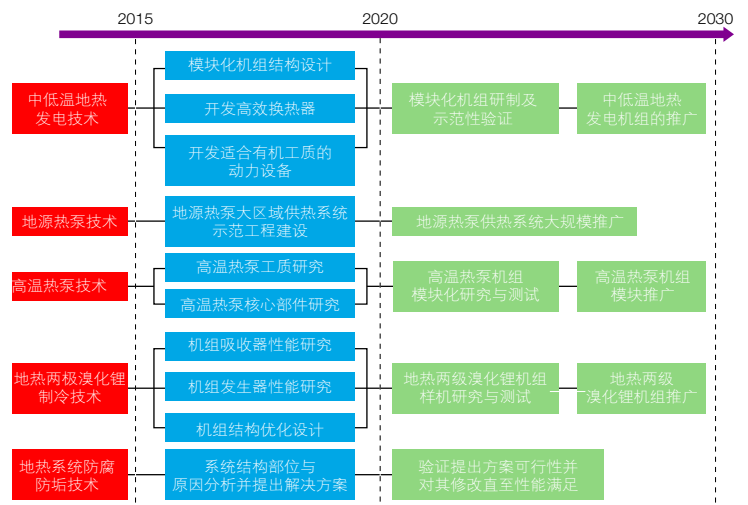 2015
2020
2030
中低温地热
发电技术
模块化机组结构设计
开发高效换热器
开发适合有机工质的
动力设备
模块化机组研制及
示范性验证
中低温地热
发电机组的推广
地源热泵技术
地源热泵大区域供热系统
示范工程建设
地源热泵供热系统大规模推广
高温热泵技术
高温热泵工质研究
高温热泵核心部件研究
高温热泵机组
模块化研究与测试
高温热泵机组
模块推广
地热两极溴化锂
制冷技术
机组吸收器性能研究
机组发生器性能研究
机组结构优化设计
地热两级溴化锂机组
样机研究与测试
地热两级
溴化锂机组推广
地热系统防腐
防垢技术
系统结构部位与
原因分析并提出解决方案
验证提出方案可行性并
对其修改直至性能满足